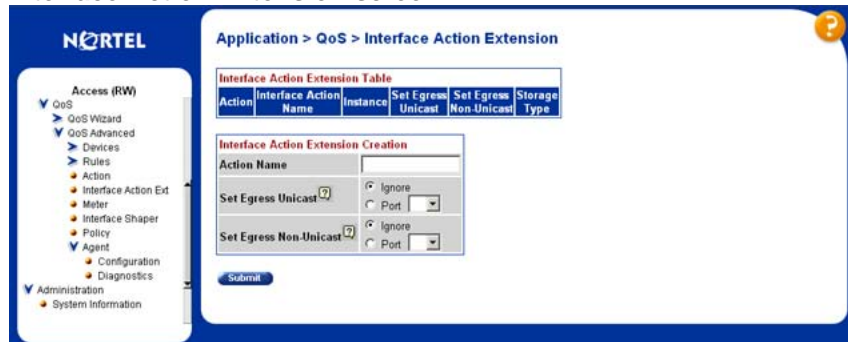 NORTEL
Access (RW)
QoS
QoS Wizard
QoS Advanced
Devices
Rules
Action
Interface Action Ext
Meter
Interface Shaper
Policy
Agent
Configuration
Diagnostics
Administration
System Information
Application > QoS > Interface Action Extension
?
Interface Action Extension Table
Action Interface Action Name Instance Set Egress Unicast Set Egress Non-Unicast Storage Type
Interface Action Extension Creation
Action Name
Set Egress Unicast ?
Ignore
Port
Set Egress Non-Unicast ?
Ignore
Port
Submit